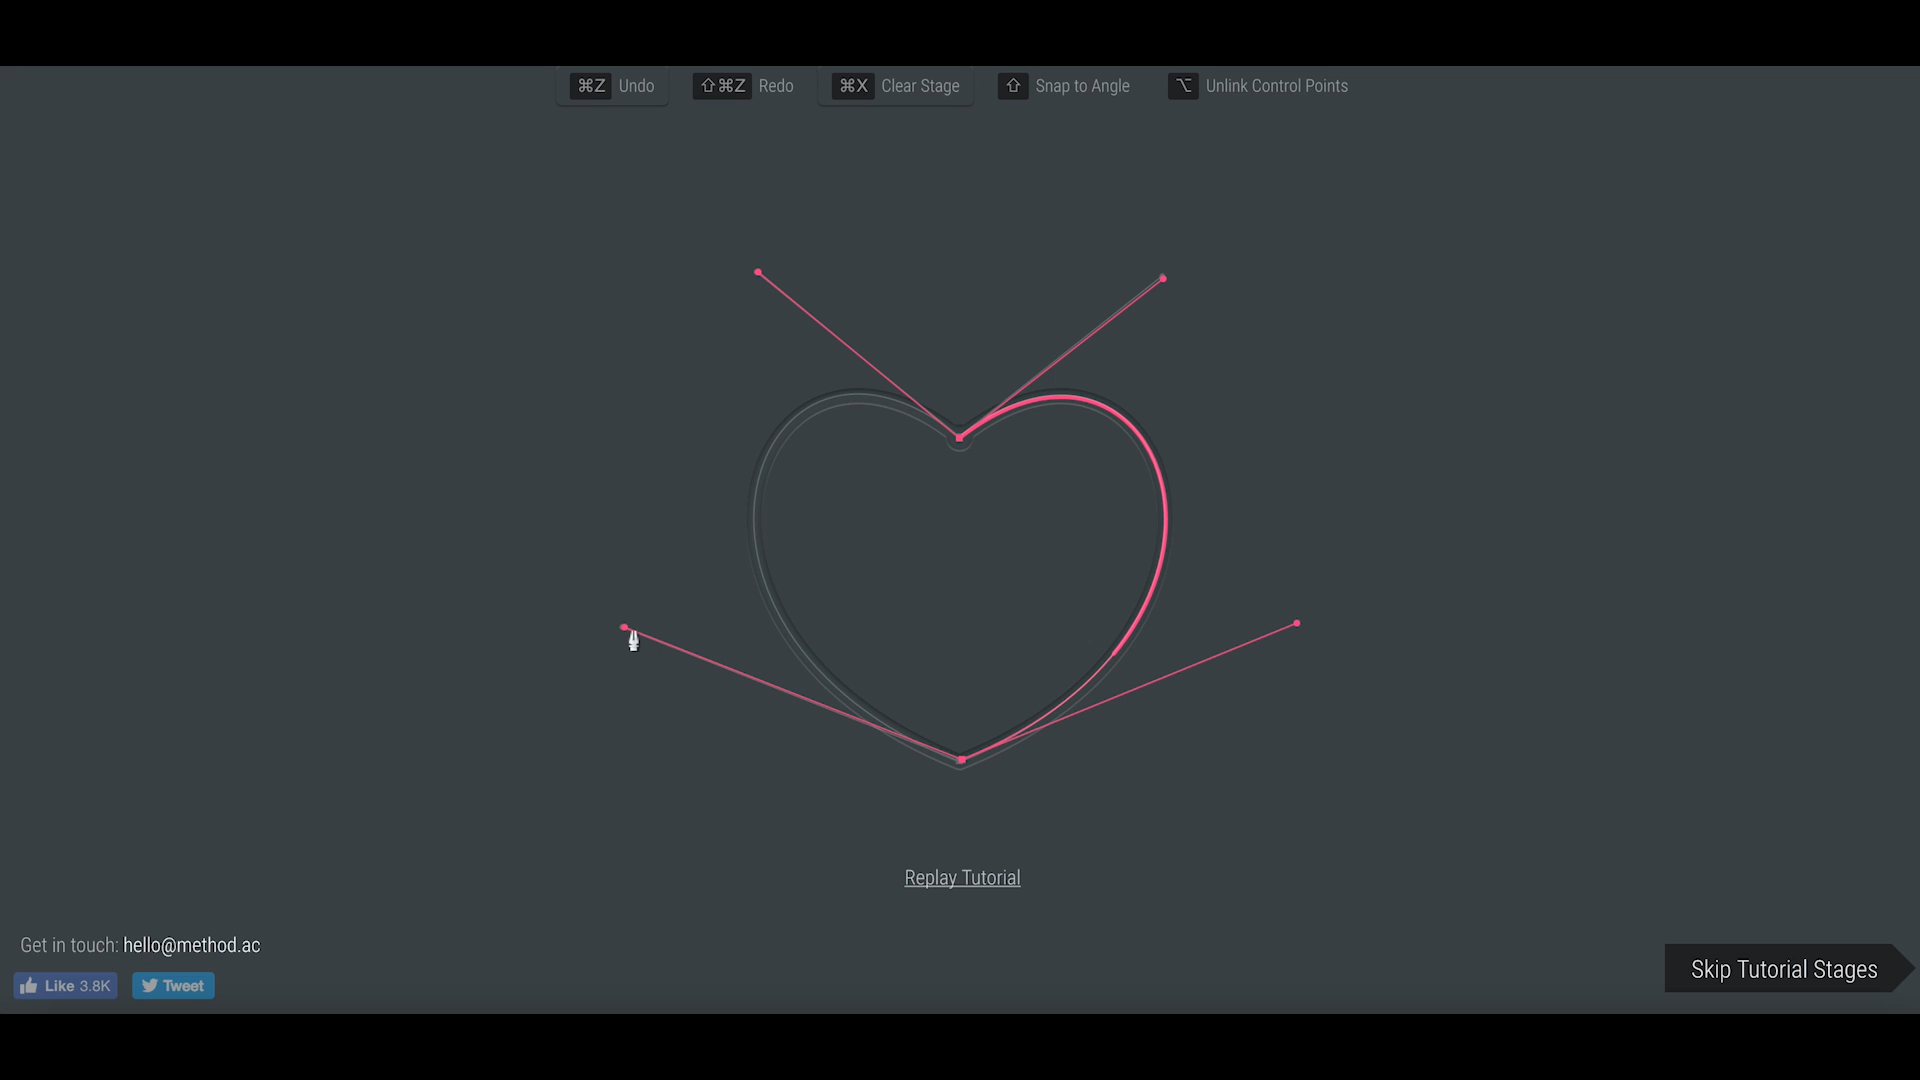 ⌘Z Undo ⇧⌘Z Redo ⌘X Clear Stage ⇧ Snap to Angle ⌥ Unlink Control Points
Replay Tutorial
Get in touch: hello@method.ac
Like 3.8K Tweet
Skip Tutorial Stages